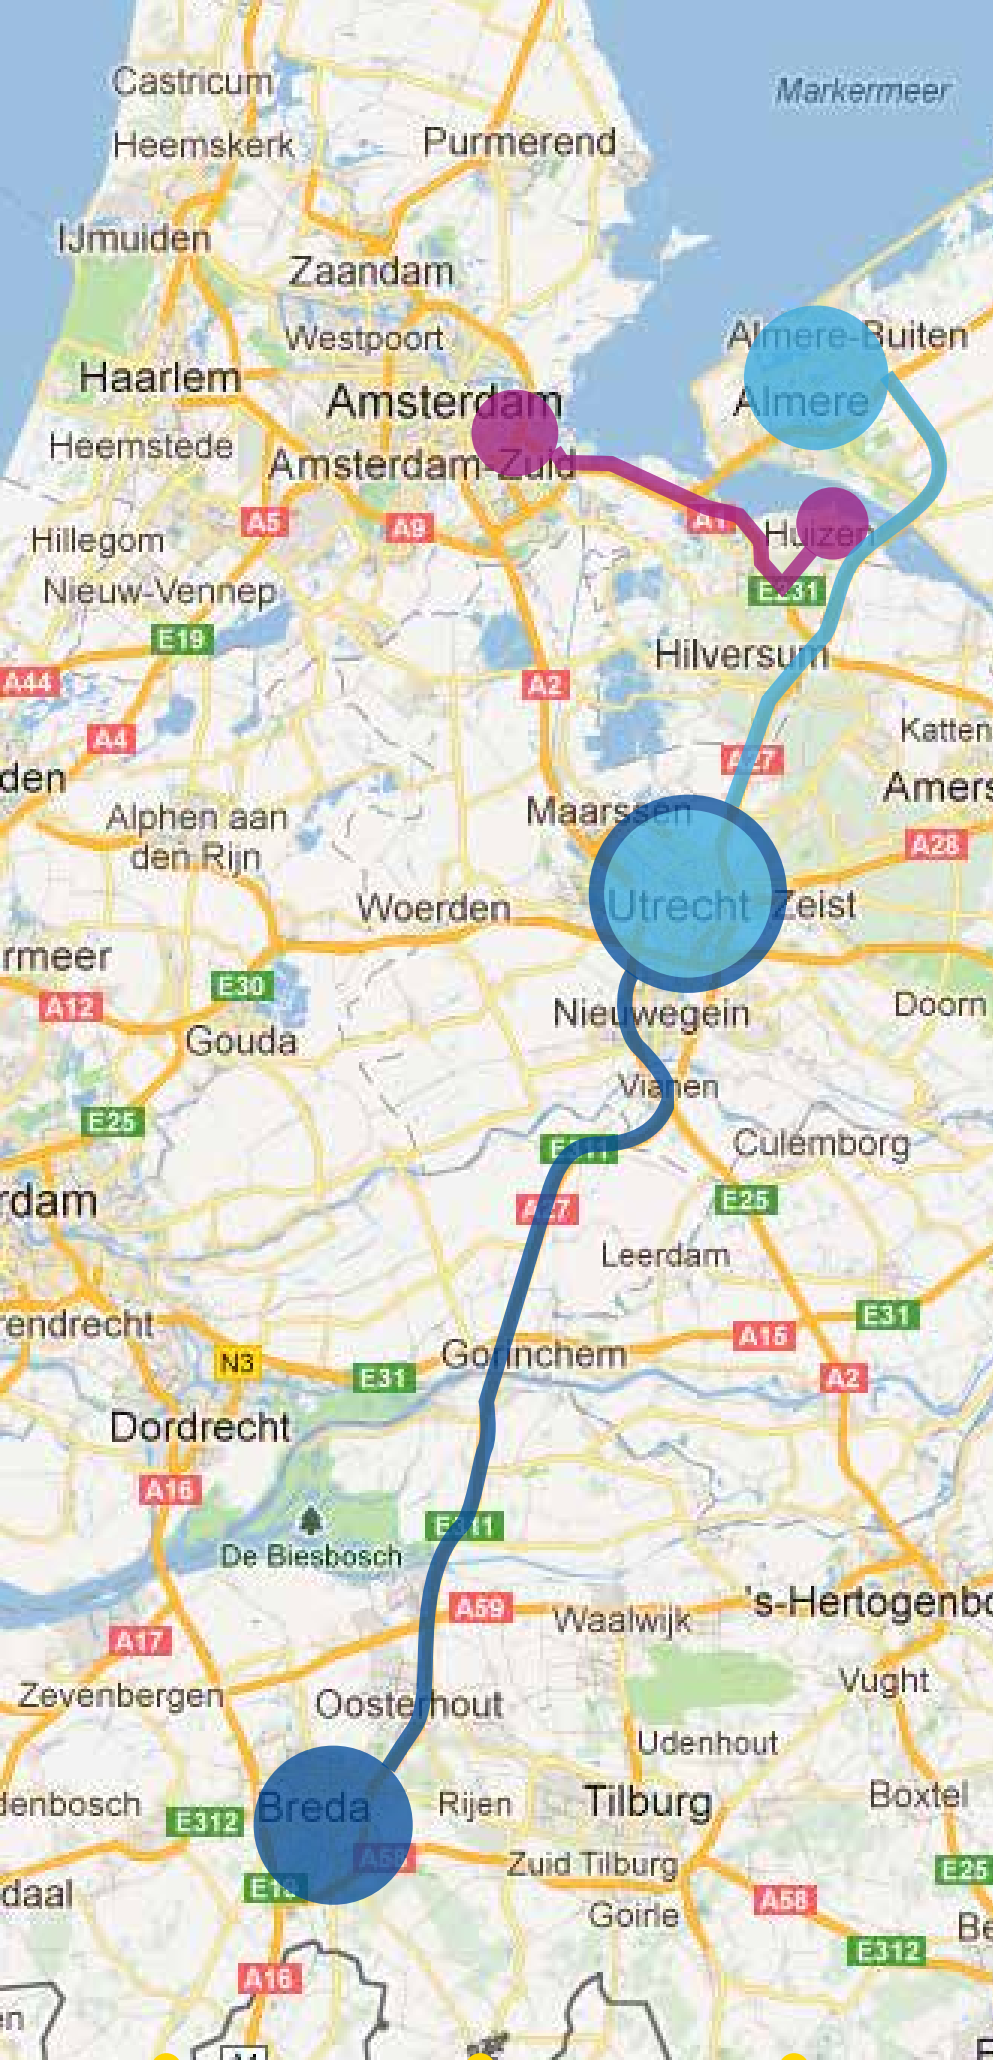 Castricum
Markermeer
Heemskerk
Purmerend
IJmuiden
Zaandam
Westpoort
Almere-Buiten
Haarlem
Amsterdam
Almere
Heemstede
Amsterdam-Zuid
A5
A9
A1
Huizen
Hillegom
Nieuw-Vennep
E231
E19
Hilversum
A44
A2
Katten
A4
A27
den
Amers
Maarssen
Alphen aan
den Rijn
A28
Woerden
Utrecht
Zeist
rmeer
E30
A12
Doorn
Nieuwegein
Gouda
Vianen
E25
E311
Culemborg
rdam
E25
A27
Leerdam
E31
rendrecht
A15
N3
Gorinchem
E31
A2
Dordrecht
A16
E311
De Biesbosch
A59
's-Hertogenbo
Waalwijk
A17
Vught
Zevenbergen
Oosterhout
Udenhout
Boxtel
denbosch
Breda
Rijen
Tilburg
E312
A58
Zuid Tilburg
E25
E19
daal
A58
Goirle
Be
E312
A16
en